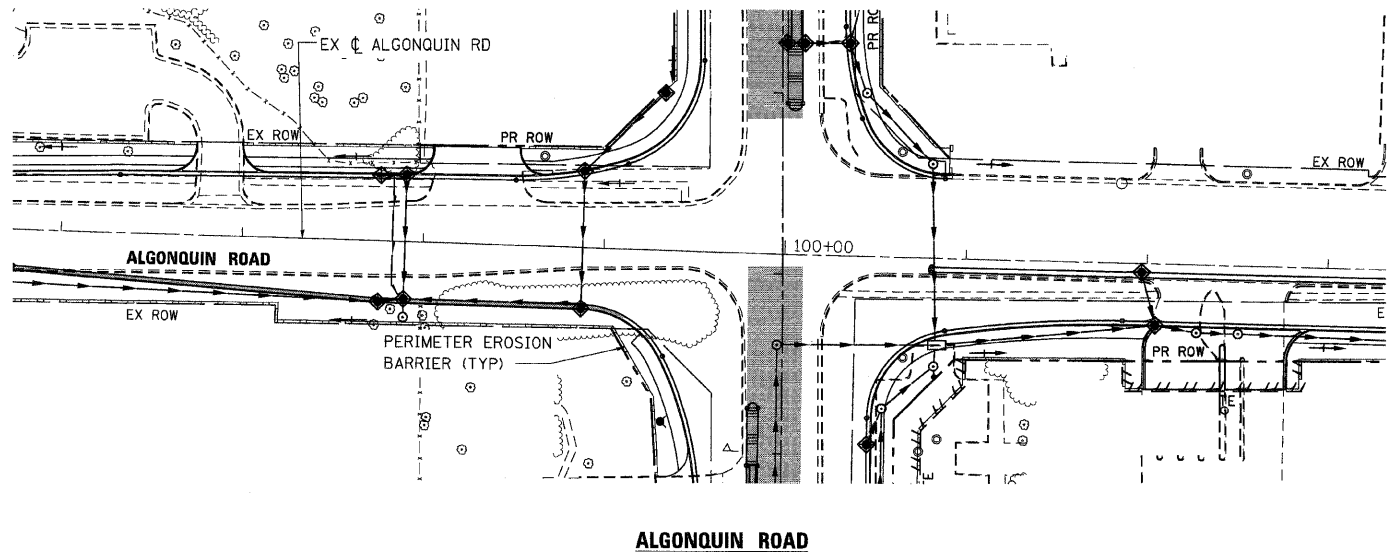 PR RO
EX ℄ ALGONQUIN RD
EX ROW
PR ROW
EX ROW
100+00
ALGONQUIN ROAD
EX ROW
E
PERIMETER EROSION
BARRIER (TYP)
PR ROW
E
P
E
ALGONQUIN ROAD